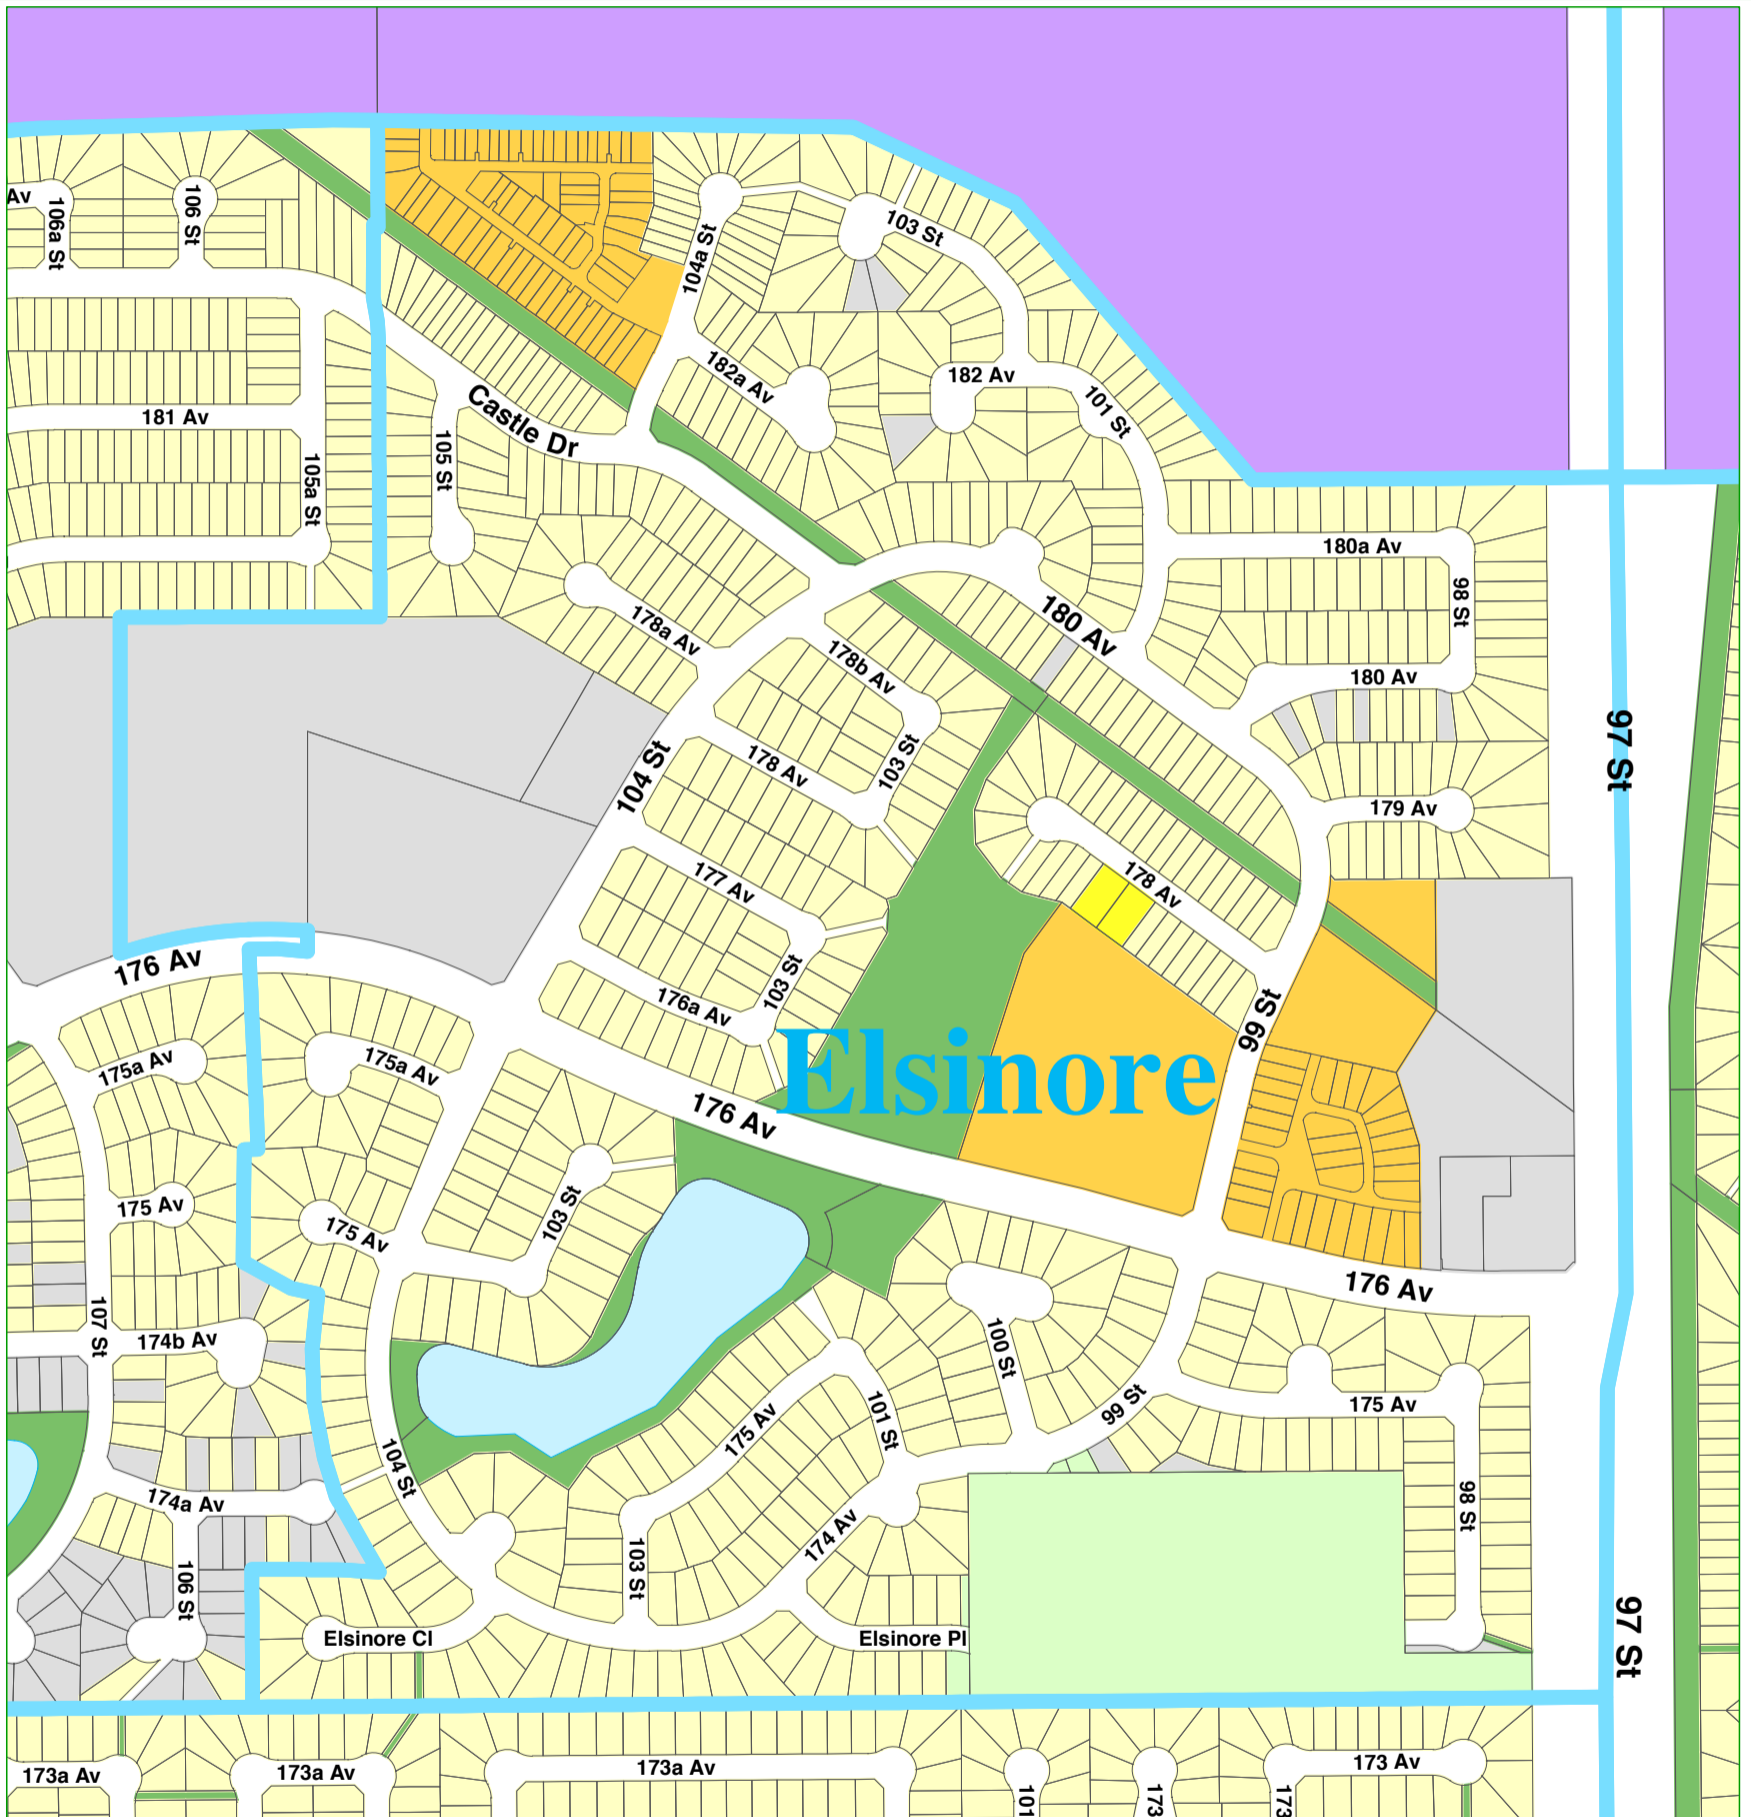 Av
106a St
106 St
104a St
103 St
182a Av
182 Av
101 St
Castle Dr
181 Av
105a St
105 St
180a Av
98 St
180 Av
180 Av
178a Av
178b Av
103 St
178 Av
104 St
97 St
179 Av
178 Av
177 Av
103 St
176a Av
176 Av
99 St
Elsinore
175a Av
175a Av
176 Av
175 Av
175 Av
103 St
176 Av
107 St
174b Av
100 St
99 St
175 Av
101 St
175 Av
104 St
174a Av
98 St
174 Av
106 St
103 St
97 St
Elsinore Cl
Elsinore Pl
173a Av
173a Av
173a Av
173 Av
101
173
173